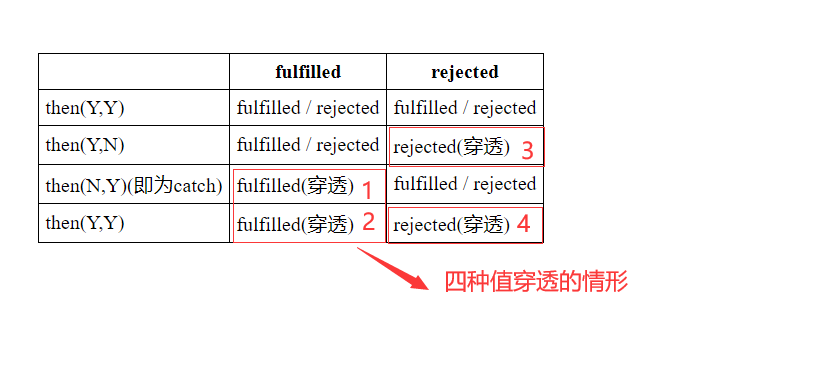 fulfilled rejected
then(Y,Y) fulfilled / rejected fulfilled / rejected
then(Y,N) fulfilled / rejected rejected(穿透) 3
then(N,Y)(即为catch) fulfilled(穿透) 1 fulfilled / rejected
then(Y,Y) fulfilled(穿透) 2 rejected(穿透) 4
四种值穿透的情形